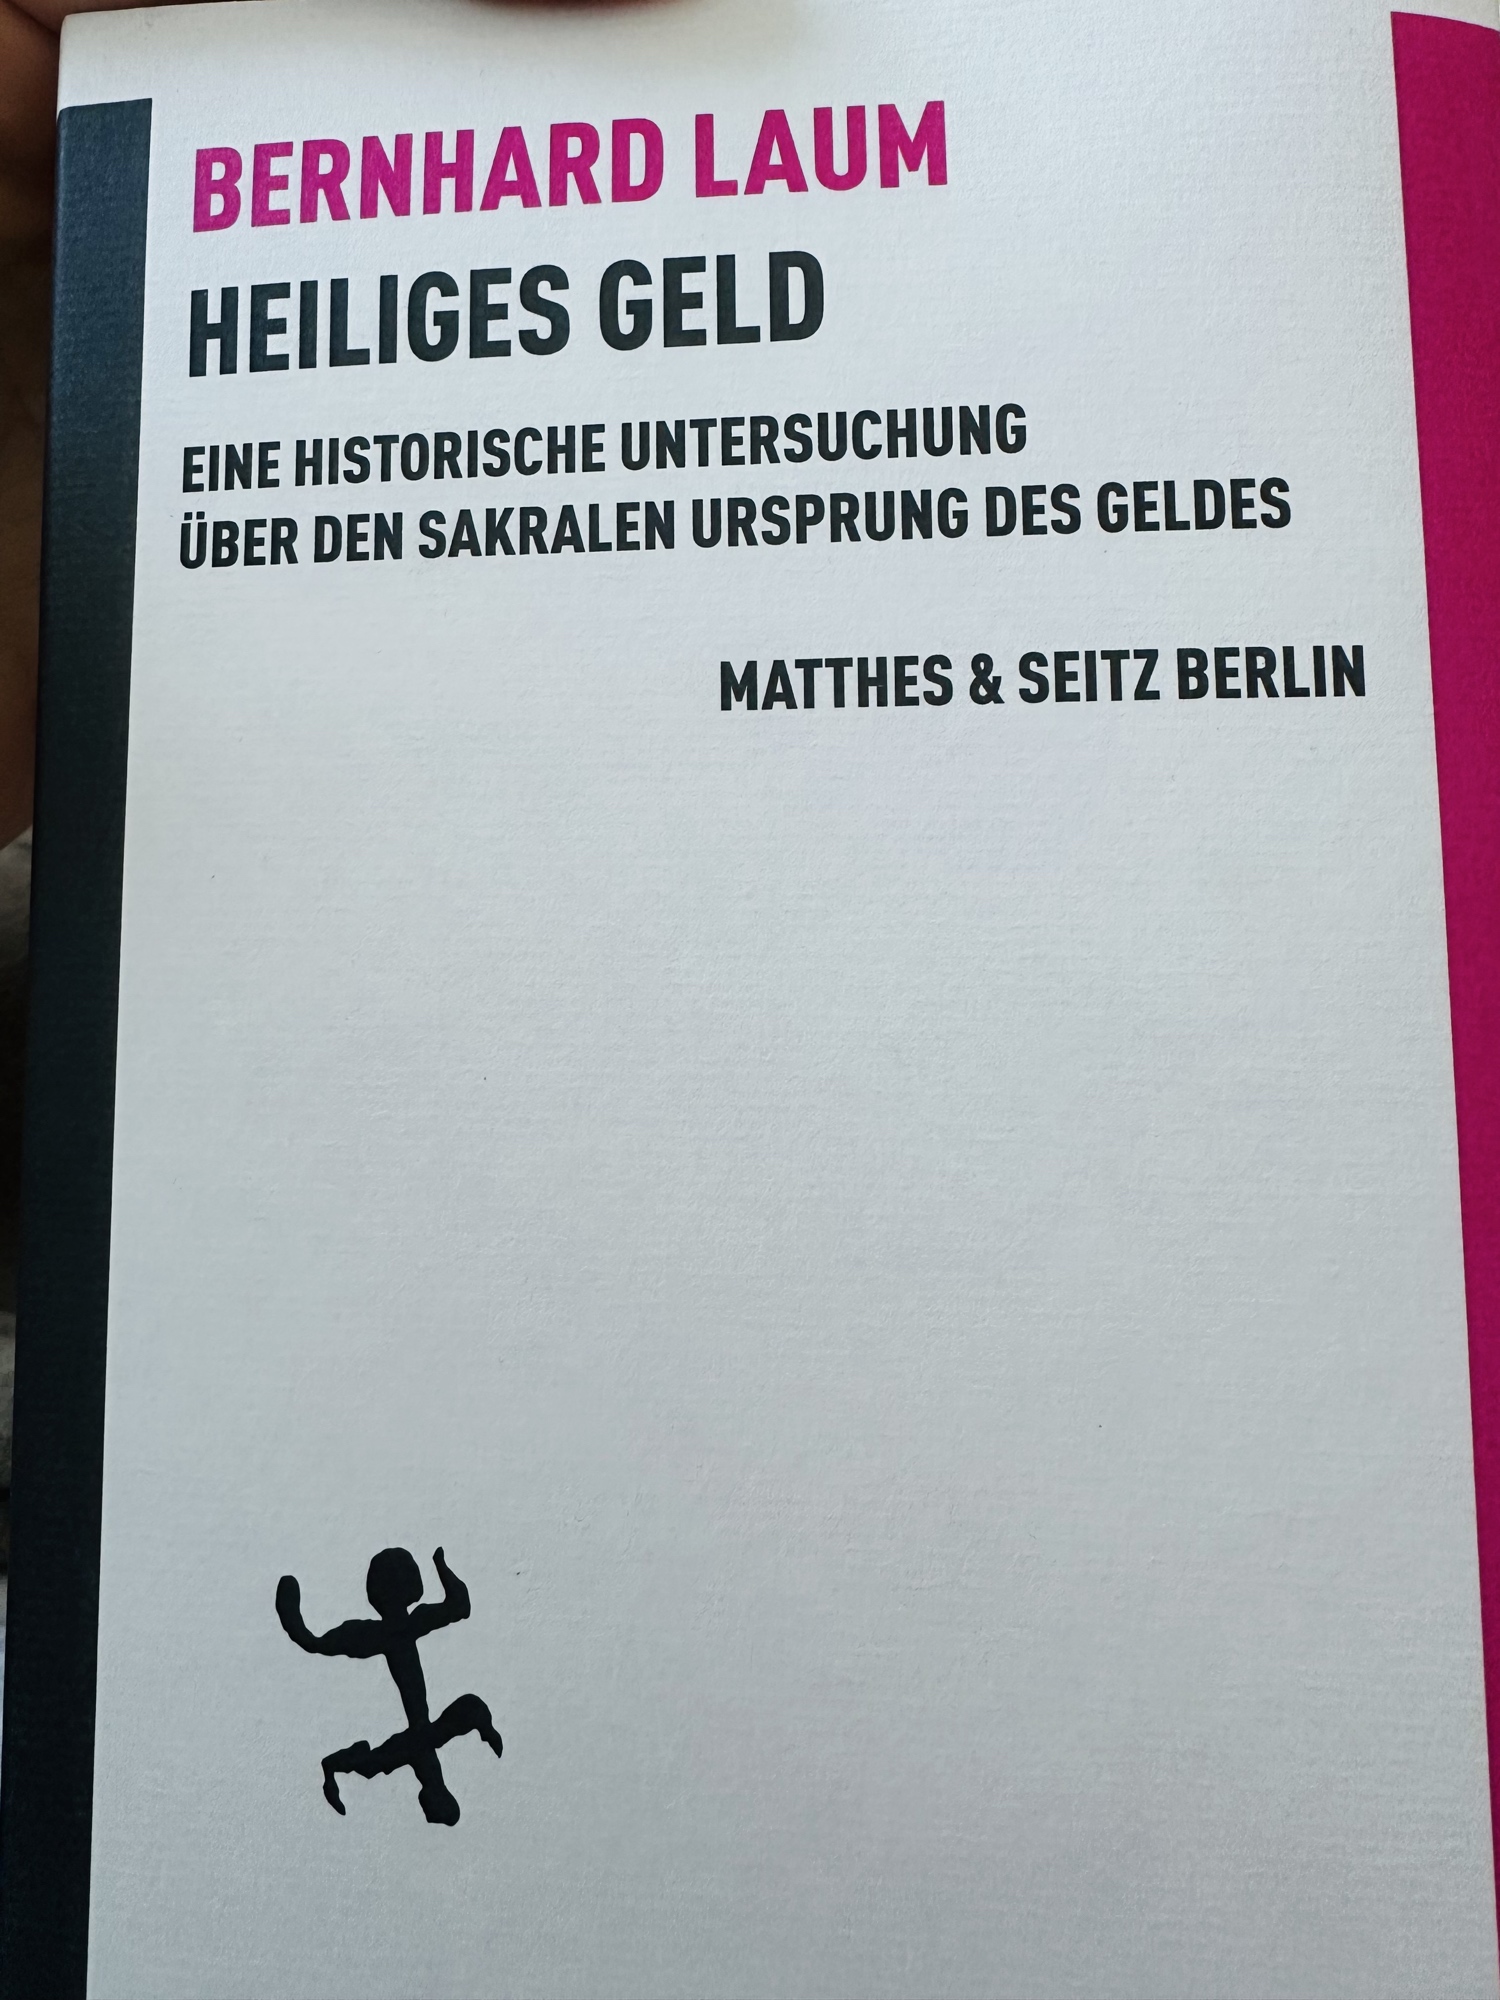 BERNHARD LAUM
HEILIGES GELD
EINE HISTORISCHE UNTERSUCHUNG
ÜBER DEN SAKRALEN URSPRUNG DES GELDES
MATTHES & SEITZ BERLIN